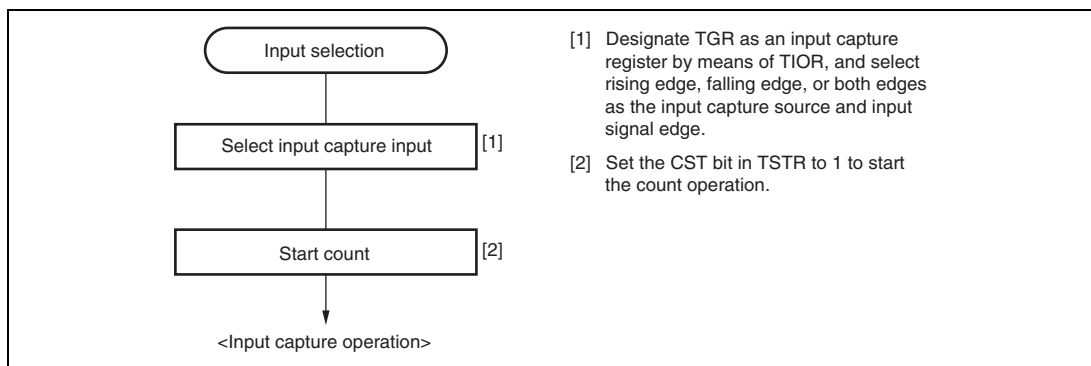 Input selection
Select input capture input
[1]
Start count
[2]
<Input capture operation>
[1] Designate TGR as an input capture
register by means of TIOR, and select
rising edge, falling edge, or both edges
as the input capture source and input
signal edge.
[2] Set the CST bit in TSTR to 1 to start
the count operation.